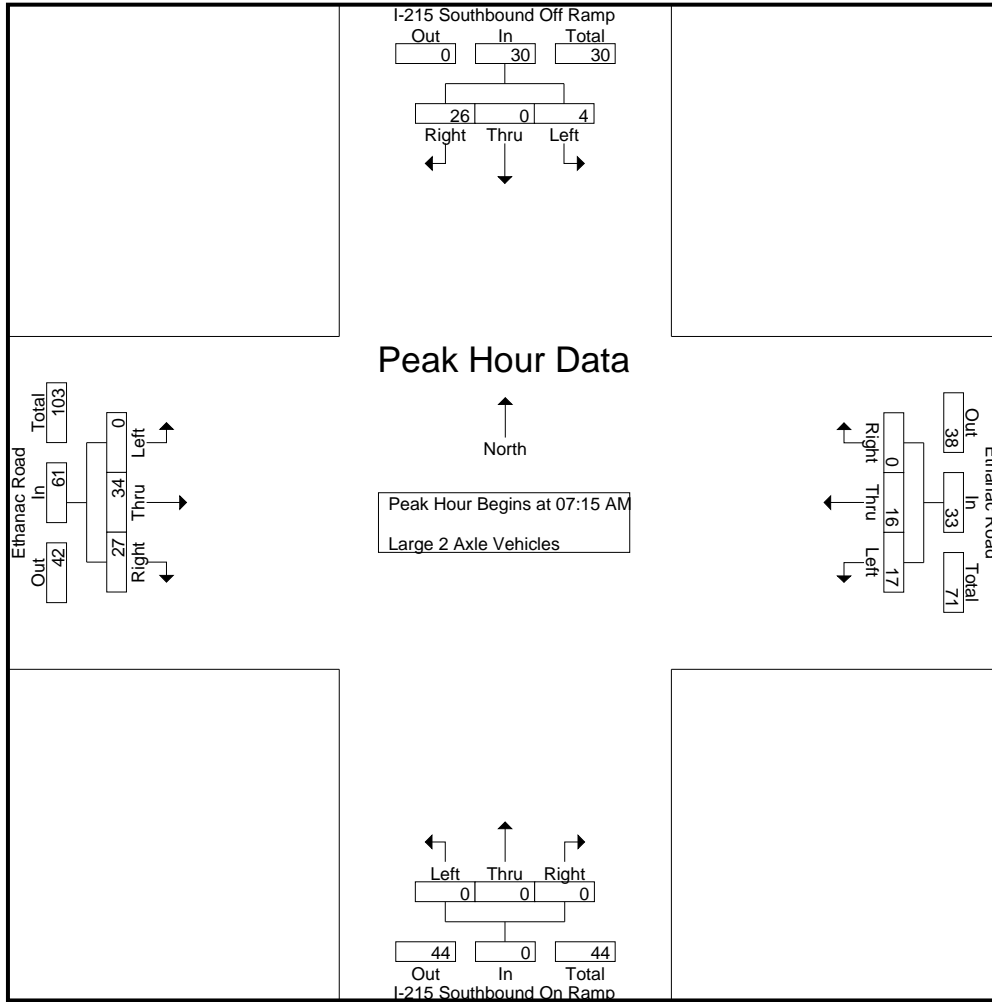 I-215 Southbound Off Ramp
Out In Total
0 30 30
26 0 4
Right Thru Left
Peak Hour Data
North
Peak Hour Begins at 07:15 AM
Large 2 Axle Vehicles
Ethanac Road
Out In Total
42 61 103
Right Thru Left
27 34 0
Ethanac Road
Out In Total
38 33 71
Right Thru Left
0 16 17
Left Thru Right
0 0 0
44 0 44
Out In Total
I-215 Southbound On Ramp